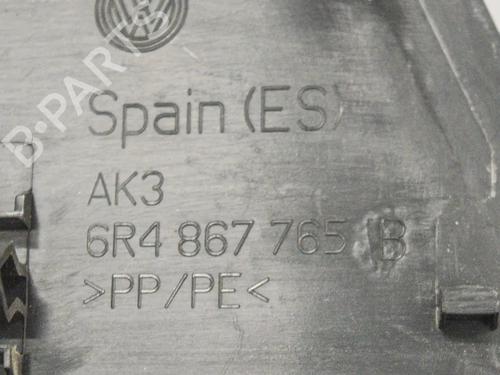 B-PARTS
Spain (ES)
AK3
6R4 867 765 B
>PP/PE<